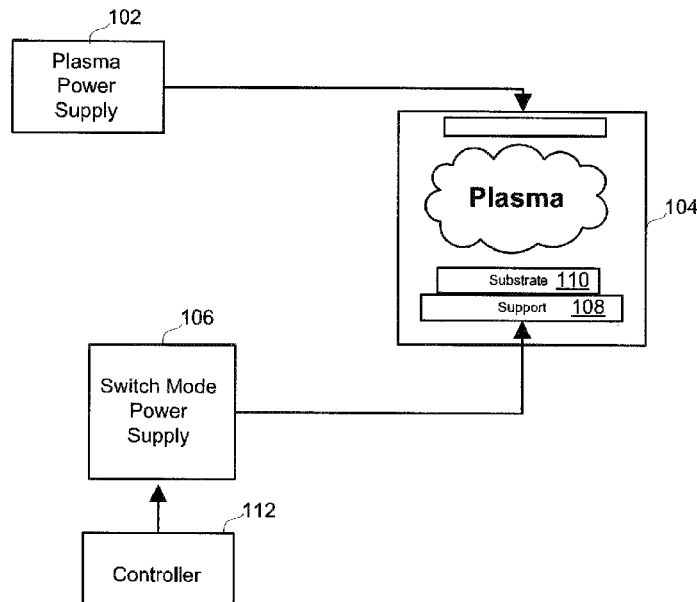 102
Plasma
Power
Supply
Plasma
104
Substrate 110
Support 108
106
Switch Mode
Power
Supply
112
Controller